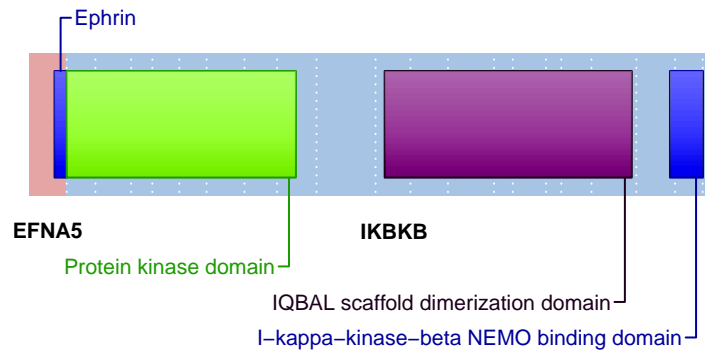 Ephrin
EFNA5
IKBKB
Protein kinase domain
IQBAL scaffold dimerization domain
I−kappa−kinase−beta NEMO binding domain